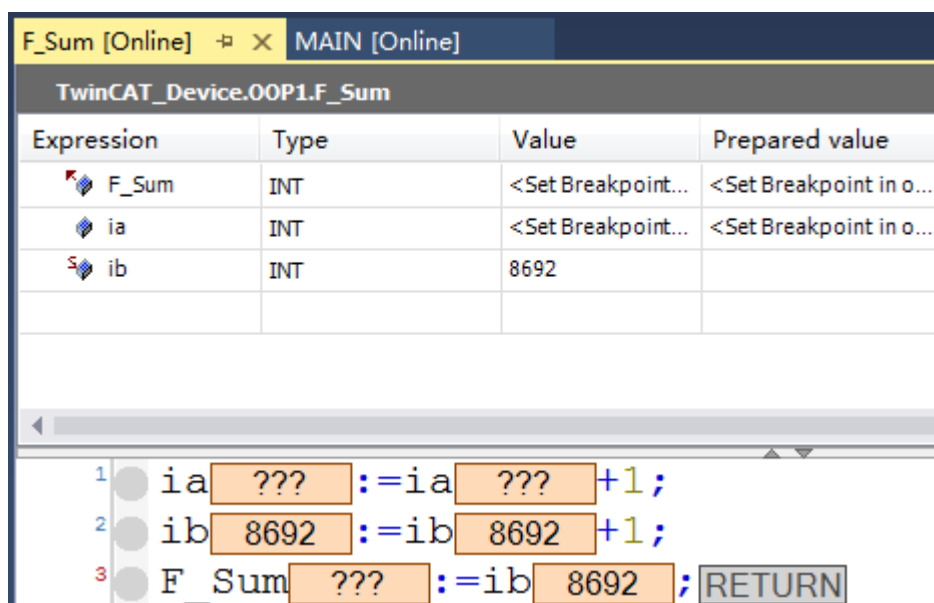 F_Sum [Online] MAIN [Online]
TwinCAT_Device.OOP1.F_Sum
Expression Type Value Prepared value
F_Sum INT <Set Breakpoint... <Set Breakpoint in o...
ia INT <Set Breakpoint... <Set Breakpoint in o...
S ib INT 8692
1 ia ??? :=ia ??? +1;
2 ib 8692 :=ib 8692 +1;
3 F_Sum ??? :=ib 8692 ; RETURN